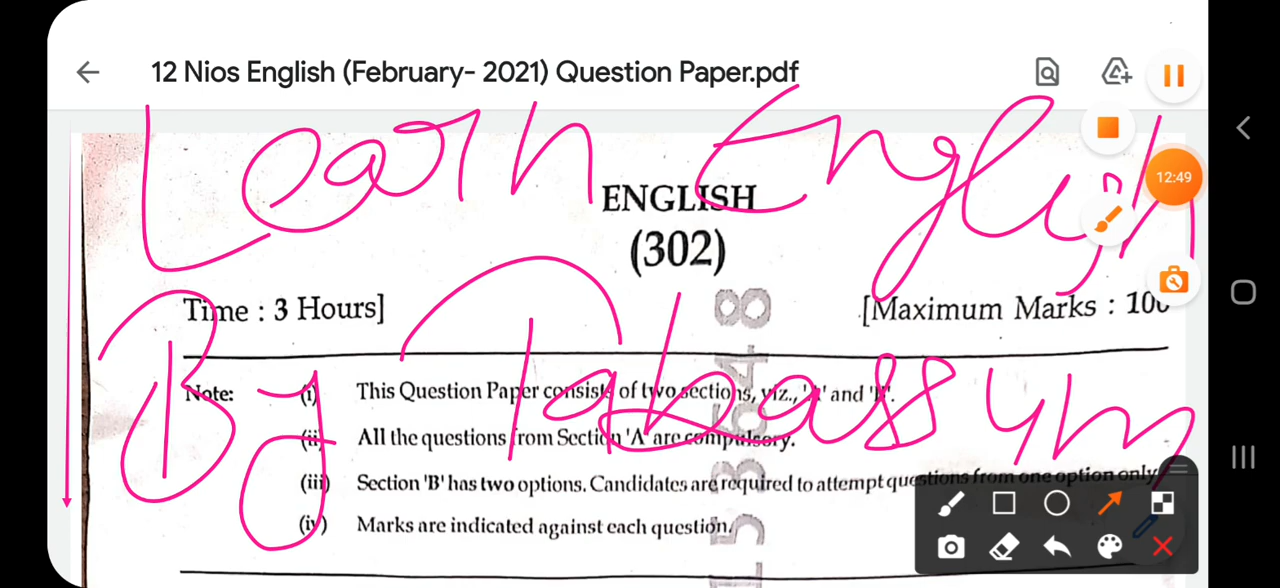 12 Nios English (February- 2021) Question Paper.pdf
Learn English
12:49
ENGLISH
(302)
Time : 3 Hours]
[Maximum Marks : 100
By Tabassym
Note: (i) This Question Paper consists of two sections, viz., 'A' and 'B'.
(ii) All the questions from Section 'A' are compulsory.
(iii) Section 'B' has two options. Candidates are required to attempt questions from one option only
(iv) Marks are indicated against each question.